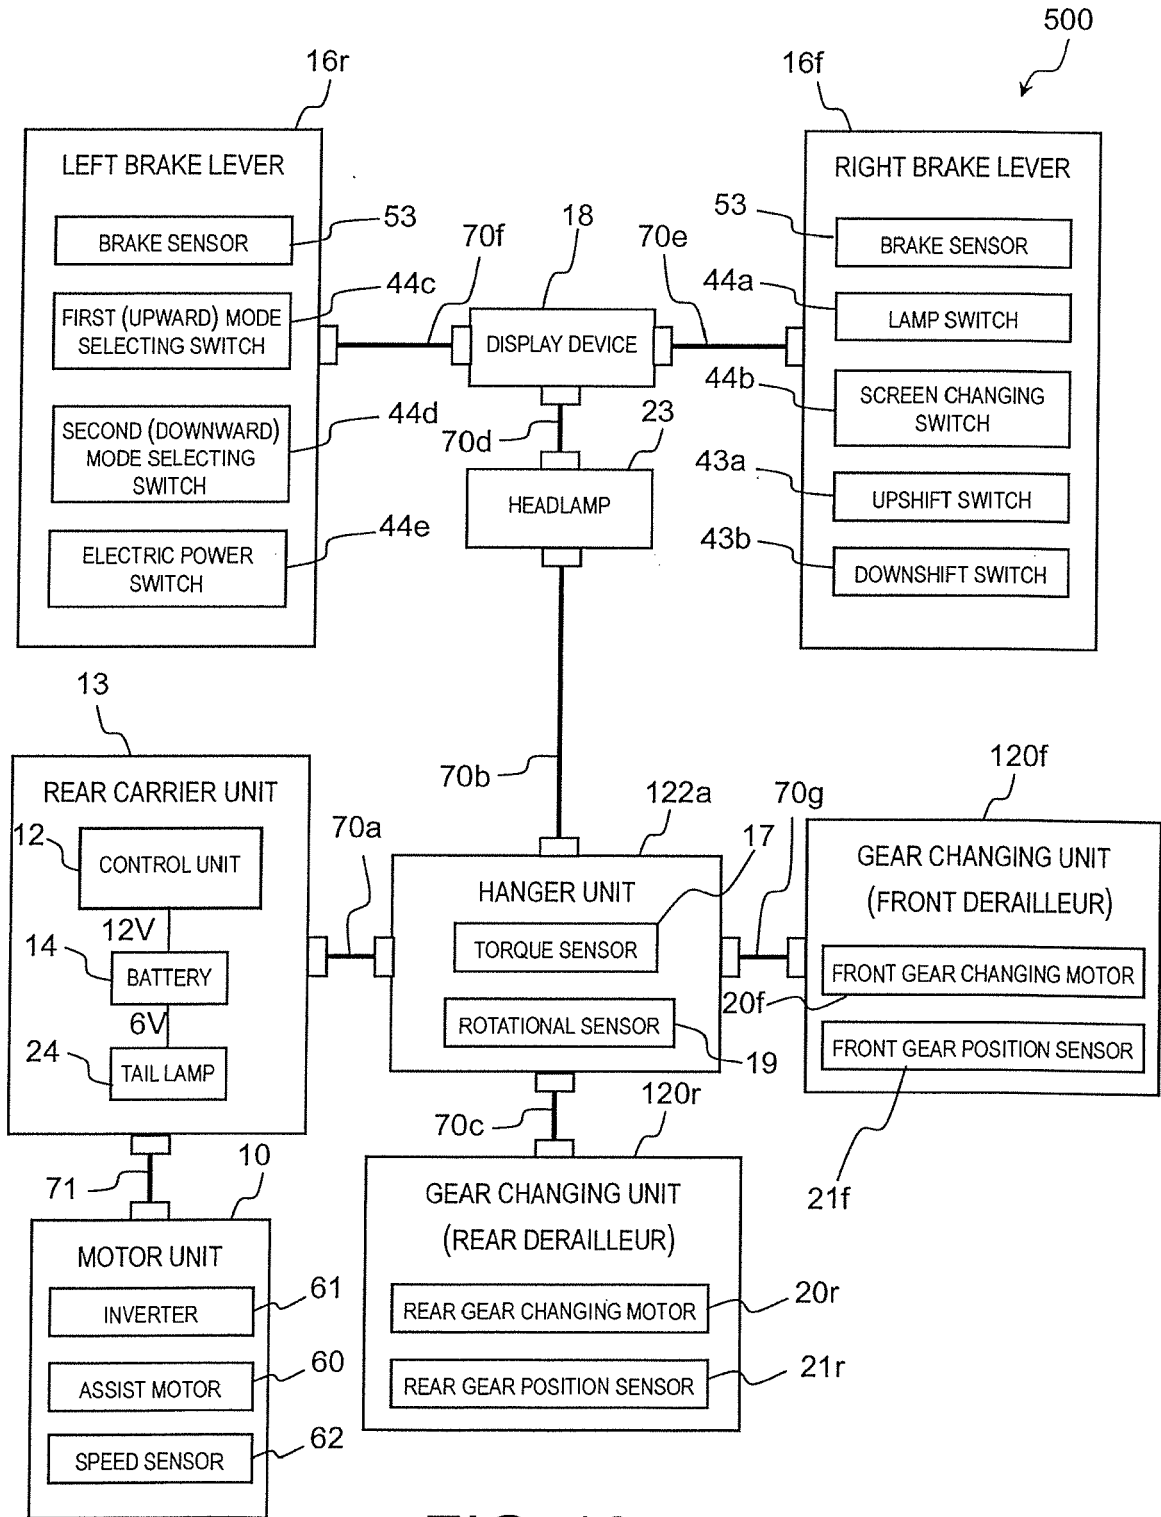 500
16r
16f
LEFT BRAKE LEVER
BRAKE SENSOR
53
FIRST (UPWARD) MODE
SELECTING SWITCH
44c
SECOND (DOWNWARD)
MODE SELECTING
SWITCH
44d
ELECTRIC POWER
SWITCH
44e
70f
18
70e
DISPLAY DEVICE
70d
23
HEADLAMP
RIGHT BRAKE LEVER
53
BRAKE SENSOR
44a
LAMP SWITCH
44b
SCREEN CHANGING
SWITCH
43a
UPSHIFT SWITCH
43b
DOWNSHIFT SWITCH
13
REAR CARRIER UNIT
12
CONTROL UNIT
12V
14
BATTERY
6V
24
TAIL LAMP
70a
70b
122a
HANGER UNIT
17
TORQUE SENSOR
ROTATIONAL SENSOR
19
70g
120f
GEAR CHANGING UNIT
(FRONT DERAILLEUR)
FRONT GEAR CHANGING MOTOR
20f
FRONT GEAR POSITION SENSOR
21f
71
10
MOTOR UNIT
INVERTER
61
ASSIST MOTOR
60
SPEED SENSOR
62
70c
120r
GEAR CHANGING UNIT
(REAR DERAILLEUR)
REAR GEAR CHANGING MOTOR
20r
REAR GEAR POSITION SENSOR
21r